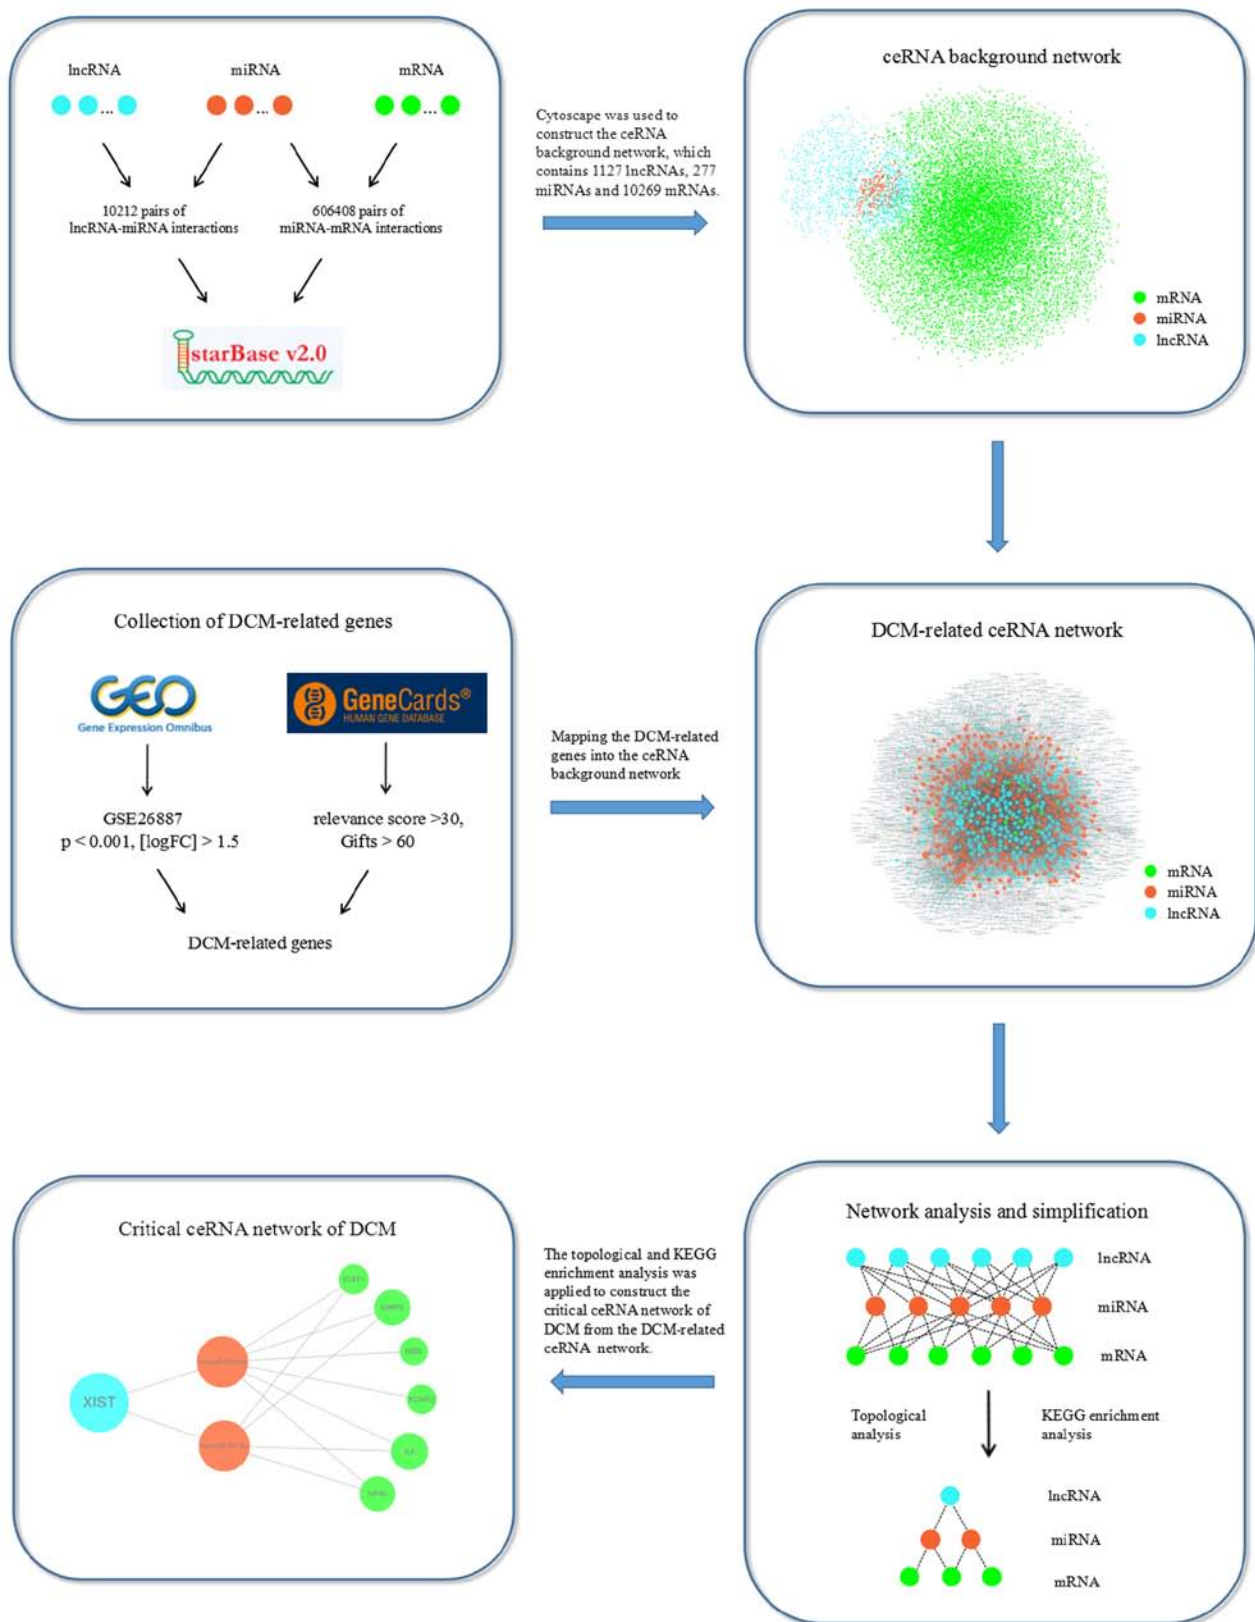 lncRNA
miRNA
mRNA
...
...
...
10212 pairs of
lncRNA-miRNA interactions
606408 pairs of
miRNA-mRNA interactions
starBase v2.0
Cytoscape was used to
construct the ceRNA
background network, which
contains 1127 lncRNAs, 277
miRNAs and 10269 mRNAs.
ceRNA background network
mRNA
miRNA
lncRNA
Collection of DCM-related genes
GEO
Gene Expression Omnibus
GeneCards®
HUMAN GENE DATABASE
GSE26887
p < 0.001, [logFC] > 1.5
relevance score >30,
Gifts > 60
DCM-related genes
Mapping the DCM-related
genes into the ceRNA
background network
DCM-related ceRNA network
mRNA
miRNA
lncRNA
Critical ceRNA network of DCM
XIST
The topological and KEGG
enrichment analysis was
applied to construct the
critical ceRNA network of
DCM from the DCM-related
ceRNA network.
Network analysis and simplification
lncRNA
miRNA
mRNA
Topological
analysis
KEGG enrichment
analysis
lncRNA
miRNA
mRNA